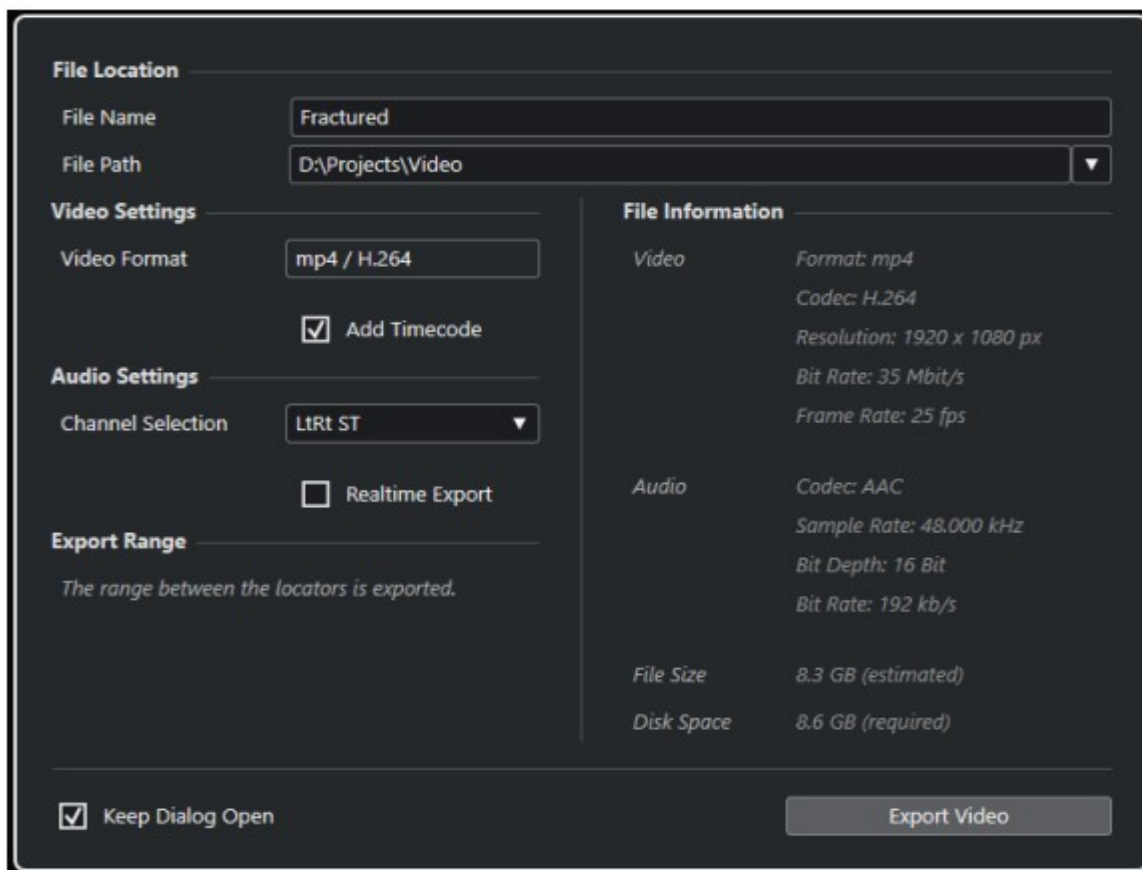 File Location
File Name
Fractured
File Path
D:\Projects\Video
Video Settings
Video Format
mp4 / H.264
Add Timecode
Audio Settings
Channel Selection
LtRt ST
Realtime Export
Export Range
The range between the locators is exported.
File Information
Video
Format: mp4
Codec: H.264
Resolution: 1920 x 1080 px
Bit Rate: 35 Mbit/s
Frame Rate: 25 fps
Audio
Codec: AAC
Sample Rate: 48.000 kHz
Bit Depth: 16 Bit
Bit Rate: 192 kb/s
File Size
8.3 GB (estimated)
Disk Space
8.6 GB (required)
Keep Dialog Open
Export Video